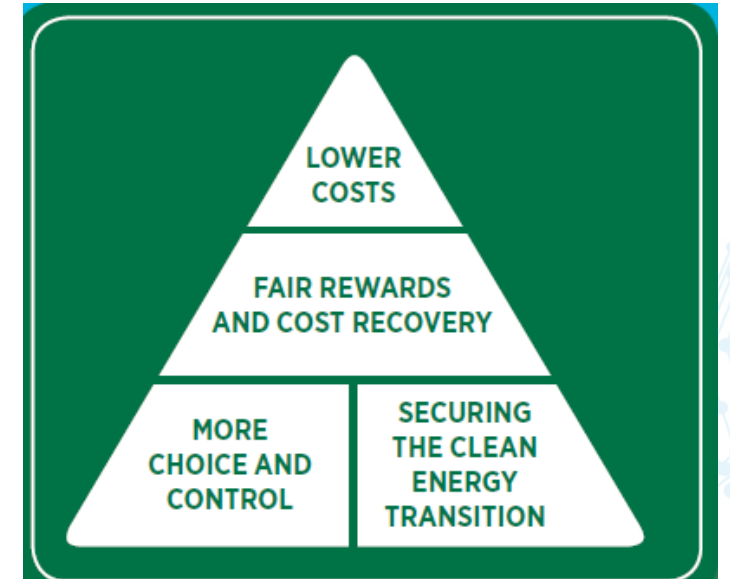 LOWER
COSTS
FAIR REWARDS
AND COST RECOVERY
MORE
CHOICE AND
CONTROL
SECURING
THE CLEAN
ENERGY
TRANSITION